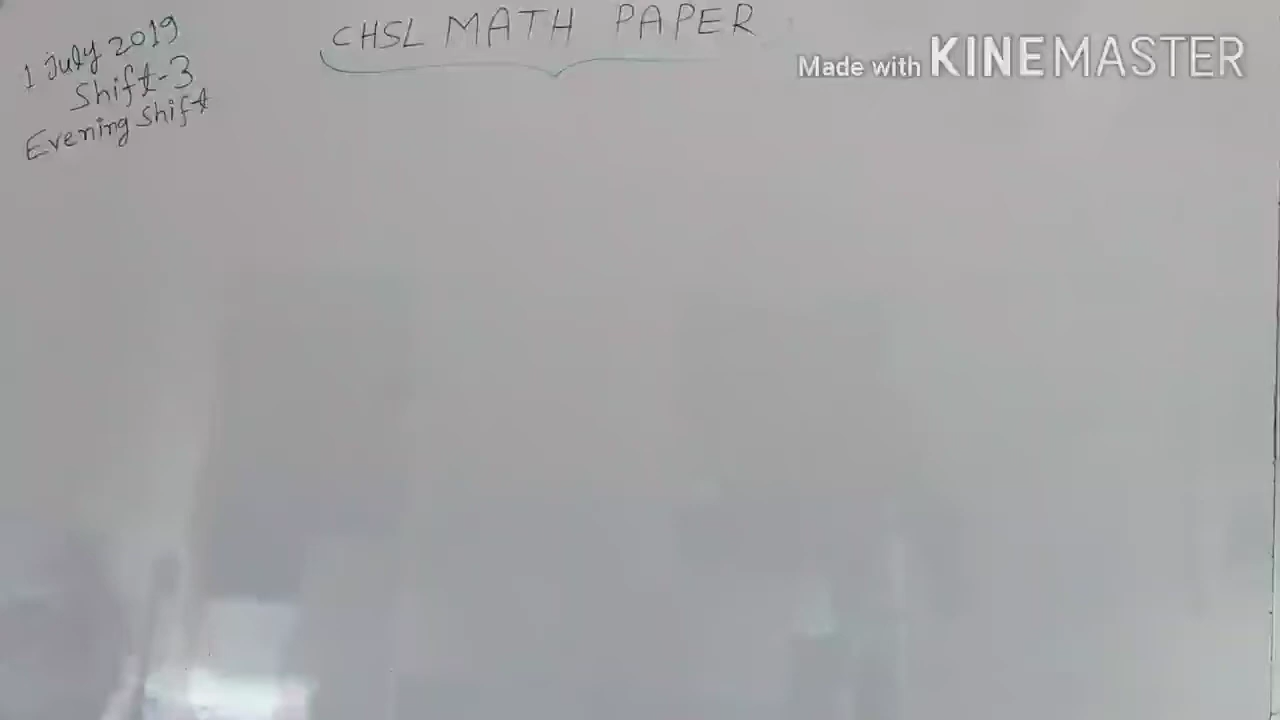 CHSL MATH PAPER
1 July 2019
Shift-3
Evening Shift
Made with KINEMASTER